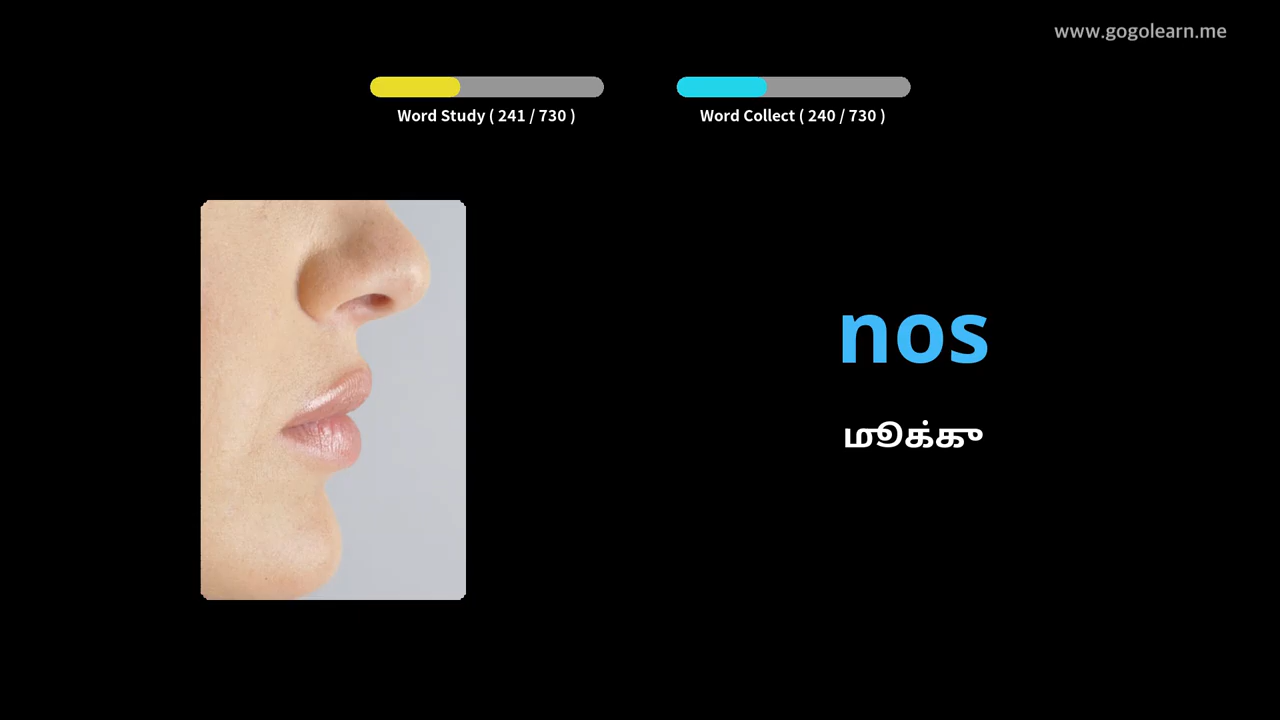 www.gogolearn.me
Word Study ( 241 / 730 )
Word Collect ( 240 / 730 )
nos
மூக்கு